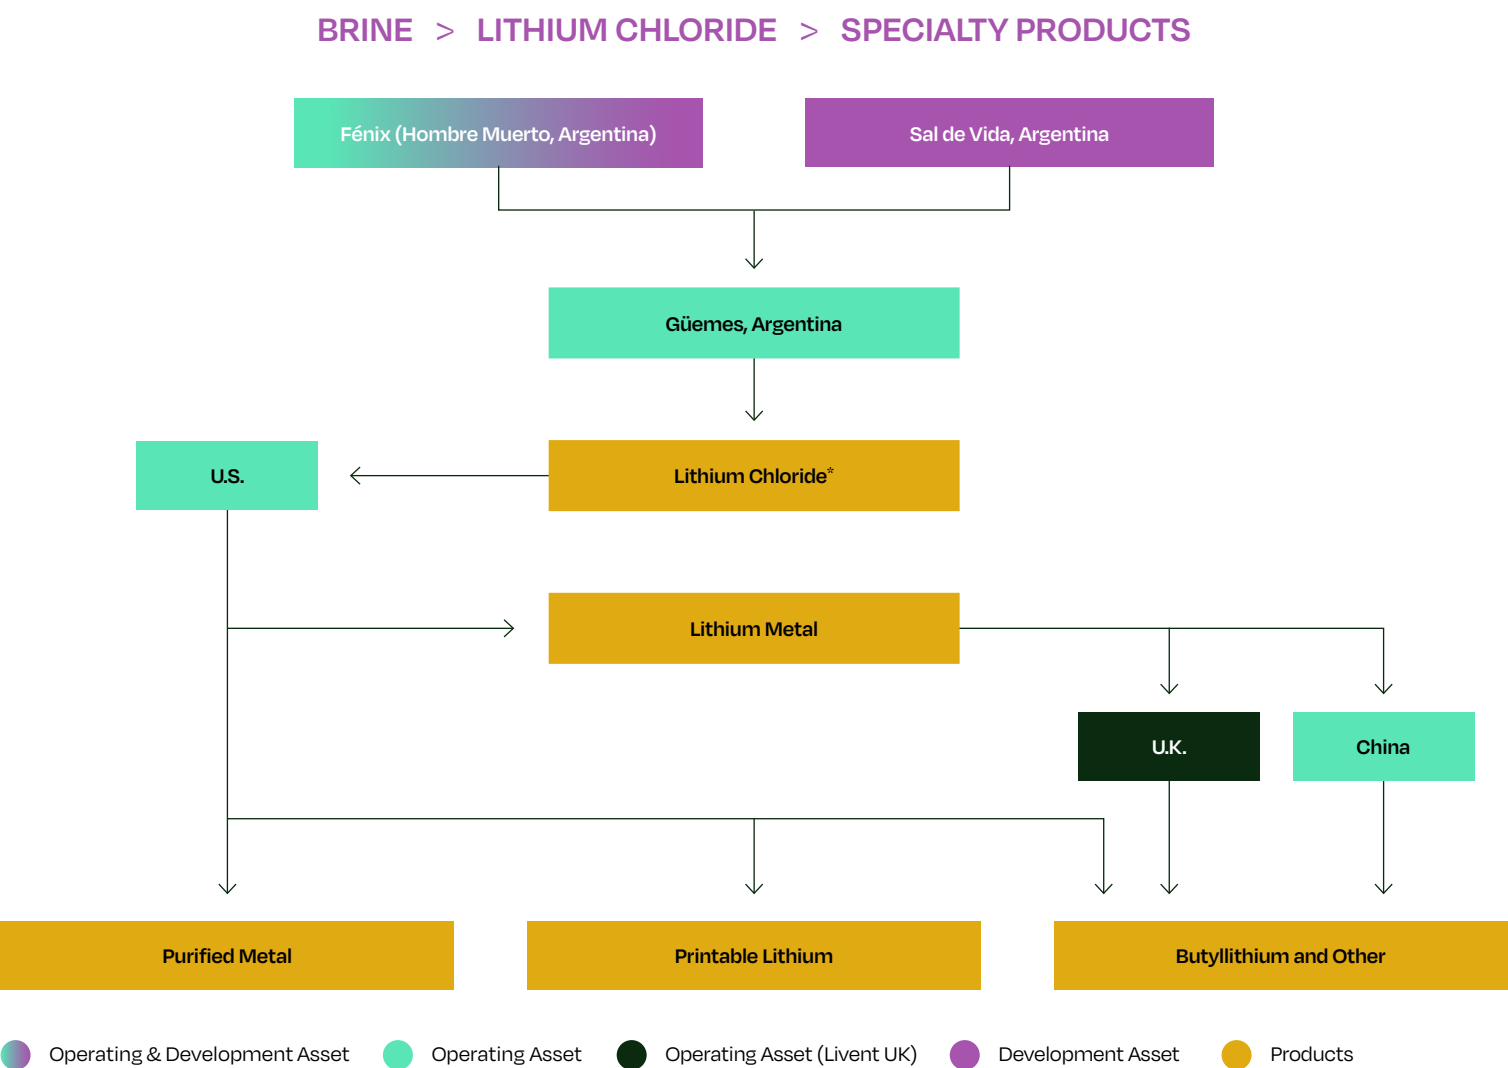 BRINE > LITHIUM CHLORIDE > SPECIALTY PRODUCTS
Fénix (Hombre Muerto, Argentina)
Sal de Vida, Argentina
Güemes, Argentina
U.S.
Lithium Chloride*
Lithium Metal
U.K.
China
Purified Metal
Printable Lithium
Butyllithium and Other
Operating & Development Asset
Operating Asset
Operating Asset (Livent UK)
Development Asset
Products